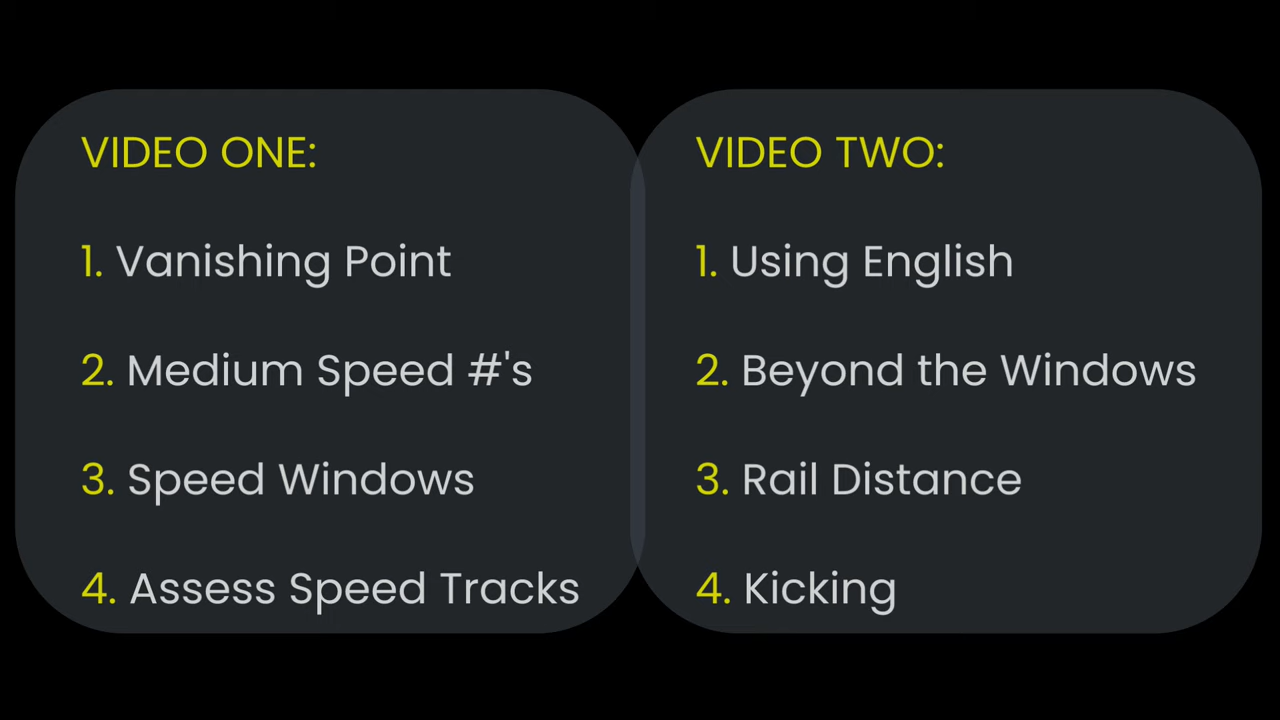 VIDEO ONE:
1. Vanishing Point
2. Medium Speed #'s
3. Speed Windows
4. Assess Speed Tracks
VIDEO TWO:
1. Using English
2. Beyond the Windows
3. Rail Distance
4. Kicking